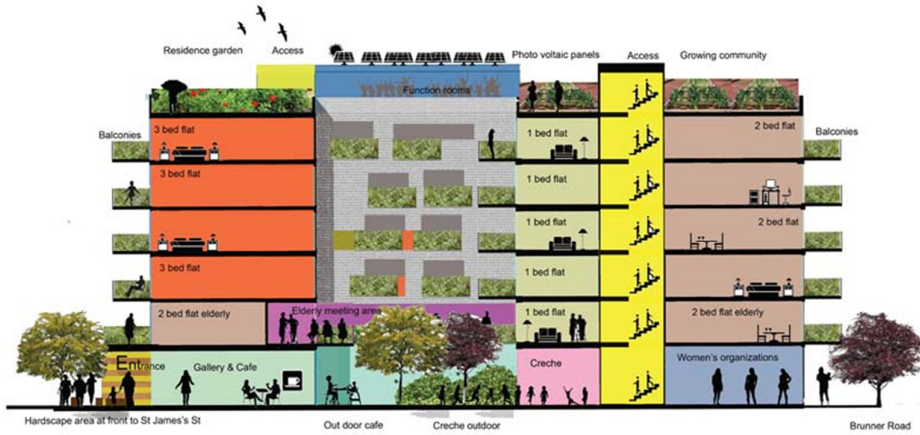 Residence garden
Access
Photo voltaic panels
Access
Growing community
Function rooms
Balconies
3 bed flat
1 bed flat
2 bed flat
Balconies
3 bed flat
1 bed flat
3 bed flat
1 bed flat
2 bed flat
3 bed flat
1 bed flat
2 bed flat elderly
Elderly meeting area
1 bed flat
2 bed flat elderly
Entrance
Gallery & Cafe
Creche
Women's organizations
Hardscape area at front to St James's St
Out door cafe
Creche outdoor
Brunner Road